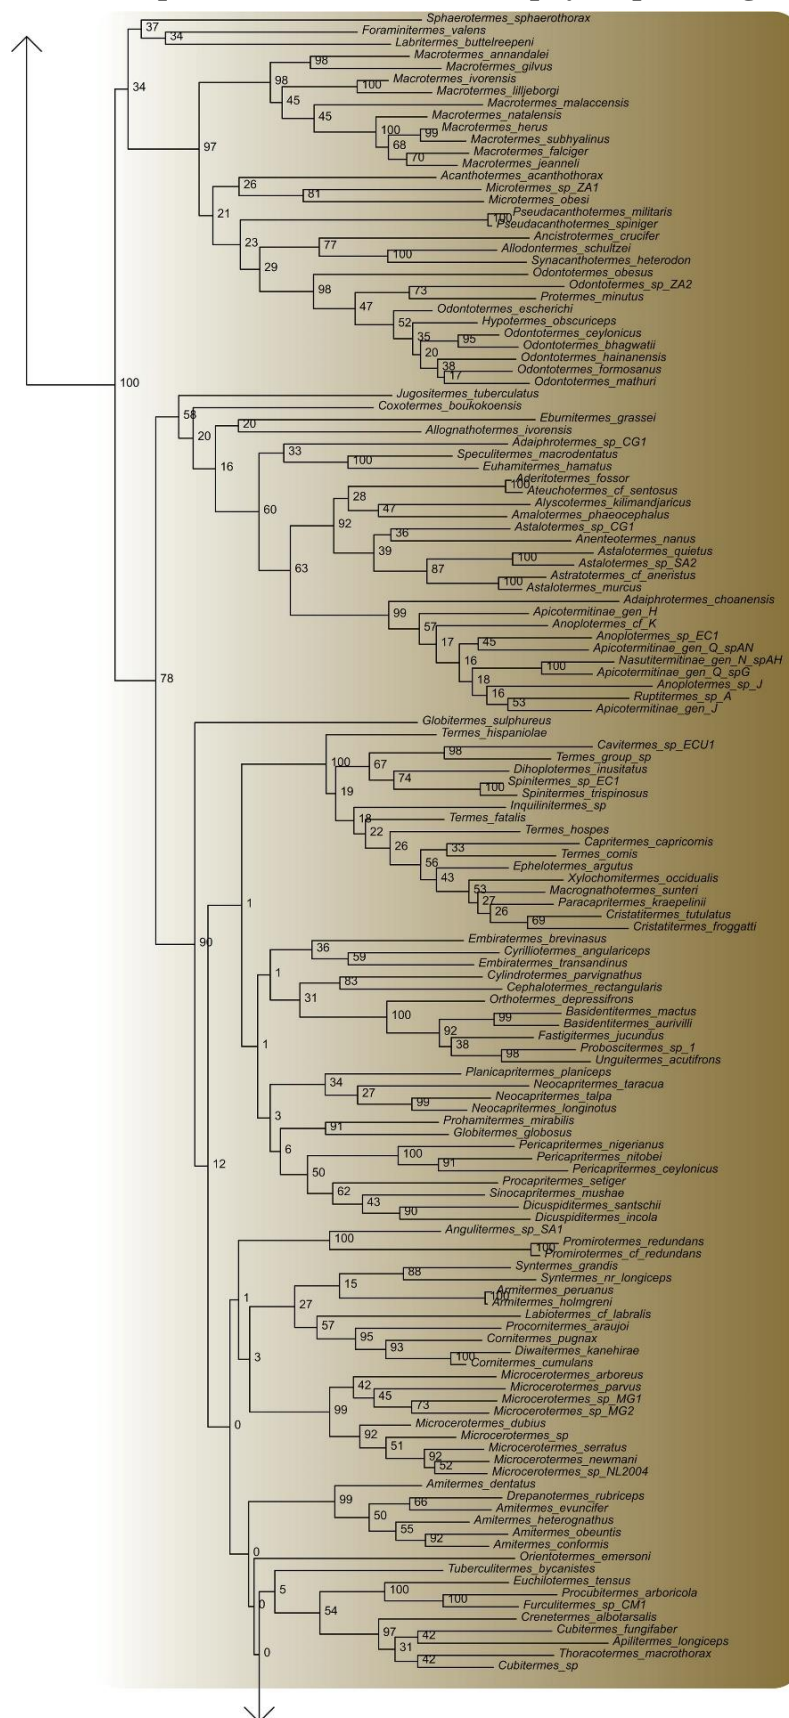 Sphaerotermes_sphaerothorax
37
Foraminitermes_valens
34
Labritermes_buttelreepeni
Macrotermes_annandalei
98
Macrotermes_gilvus
98
Macrotermes_ivorensis
34
100
Macrotermes_lilljeborgi
45
Macrotermes_malaccensis
45
Macrotermes_natalensis
Macrotermes_herus
100
99
Macrotermes_subhyalinus
68
97
Macrotermes_falciger
70
Macrotermes_jeanneli
Acanthotermes_acanthothorax
26
Microtermes_sp_ZA1
81
Microtermes_obesi
21
Pseudacanthotermes_militaris
100
Pseudacanthotermes_spiniger
Ancistrotermes_crucifer
23
77
Allodontermes_schultzei
100
Synacanthotermes_heterodon
29
Odontotermes_obesus
Odontotermes_sp_ZA2
98
73
Protermes_minutus
47
Odontotermes_escherichi
Hypotermes_obscuriceps
52
Odontotermes_ceylonicus
35
95
Odontotermes_bhagwatii
20
Odontotermes_hainanensis
38
Odontotermes_formosanus
17
Odontotermes_mathuri
100
Jugositermes_tuberculatus
Coxotermes_boukokoensis
58
Eburnitermes_grassei
20
Allognathotermes_ivorensis
20
Adaiphrotermes_sp_CG1
33
Speculitermes_macrodentatus
16
100
Euhamitermes_hamatus
Aderitotermes_fossor
100
Ateuchotermes_cf_sentosus
28
Alyscotermes_kilimandjaricus
47
60
Amalotermes_phaeocephalus
92
Astalotermes_sp_CG1
36
Anenteotermes_nanus
39
Astalotermes_quietus
100
Astalotermes_sp_SA2
87
63
Astratotermes_cf_aneristus
100
Astalotermes_murcus
Adaiphrotermes_choanensis
99
Apicotermitinae_gen_H
57
Anoplotermes_cf_K
Anoplotermes_sp_EC1
17
45
Apicotermitinae_gen_Q_spAN
Nasutitermitinae_gen_N_spAH
16
100
Apicotermitinae_gen_Q_spG
78
18
Anoplotermes_sp_J
16
Ruptitermes_sp_A
53
Apicotermitinae_gen_J
Globitermes_sulphureus
Termes_hispaniolae
Cavitermes_sp_ECU1
98
Termes_group_sp
100
67
Dihoplotermes_inusitatus
74
Spinitermes_sp_EC1
100
Spinitermes_trispinosus
19
Inquilinitermes_sp
18
Termes_fatalis
22
Termes_hospes
Capritermes_capricornis
26
33
Termes_comis
56
Ephelotermes_argutus
43
Xylochomitermes_occidualis
53
Macrognathotermes_sunteri
27
Paracapritermes_kraepelinii
1
26
Cristatitermes_tutulatus
69
Cristatitermes_froggatti
90
Embiratermes_brevinasus
36
Cyrilliotermes_angulariceps
59
Embiratermes_transandinus
1
Cylindrotermes_parvignathus
83
Cephalotermes_rectangularis
31
Orthotermes_depressifrons
Basidentitermes_mactus
100
99
Basidentitermes_aurivilli
92
Fastigitermes_jucundus
38
1
Proboscitermes_sp_1
98
Unguitermes_acutifrons
Planicapritermes_planiceps
34
Neocapritermes_taracua
27
Neocapritermes_talpa
99
Neocapritermes_longinotus
3
Prohamitermes_mirabilis
91
Globitermes_globosus
Pericapritermes_nigerianus
6
100
Pericapritermes_nitobei
91
Pericapritermes_ceylonicus
12
50
Procapritermes_setiger
62
Sinocapritermes_mushae
43
Dicuspiditermes_santschii
90
Dicuspiditermes_incola
Angulitermes_sp_SA1
100
Promirotermes_redundans
100
Promirotermes_cf_redundans
Syntermes_grandis
88
Syntermes_nr_longiceps
15
Armitermes_peruanus
1
100
Armitermes_holmgreni
27
Labiotermes_cf_labralis
57
Procornitermes_araujoi
95
Cornitermes_pugnax
93
Diwaitermes_kanehirae
3
100
Cornitermes_cumulans
Microcerotermes_arboreus
42
Microcerotermes_parvus
45
Microcerotermes_sp_MG1
73
99
Microcerotermes_sp_MG2
Microcerotermes_dubius
0
92
Microcerotermes_sp
51
Microcerotermes_serratus
92
Microcerotermes_newmani
52
Microcerotermes_sp_NL2004
Amitermes_dentatus
99
Drepanotermes_rubriceps
66
Amitermes_evuncifer
50
Amitermes_heterognathus
55
Amitermes_obeuntis
92
Amitermes_conformis
0
Orientotermes_emersoni
Tuberculitermes_bycanistes
Euchilotermes_tensus
5
100
Procubitermes_arboricola
100
Furculitermes_sp_CM1
0
54
Crenetermes_albotarsalis
97
Cubitermes_fungifaber
42
Apilitermes_longiceps
31
0
Thoracotermes_macrothorax
42
Cubitermes_sp